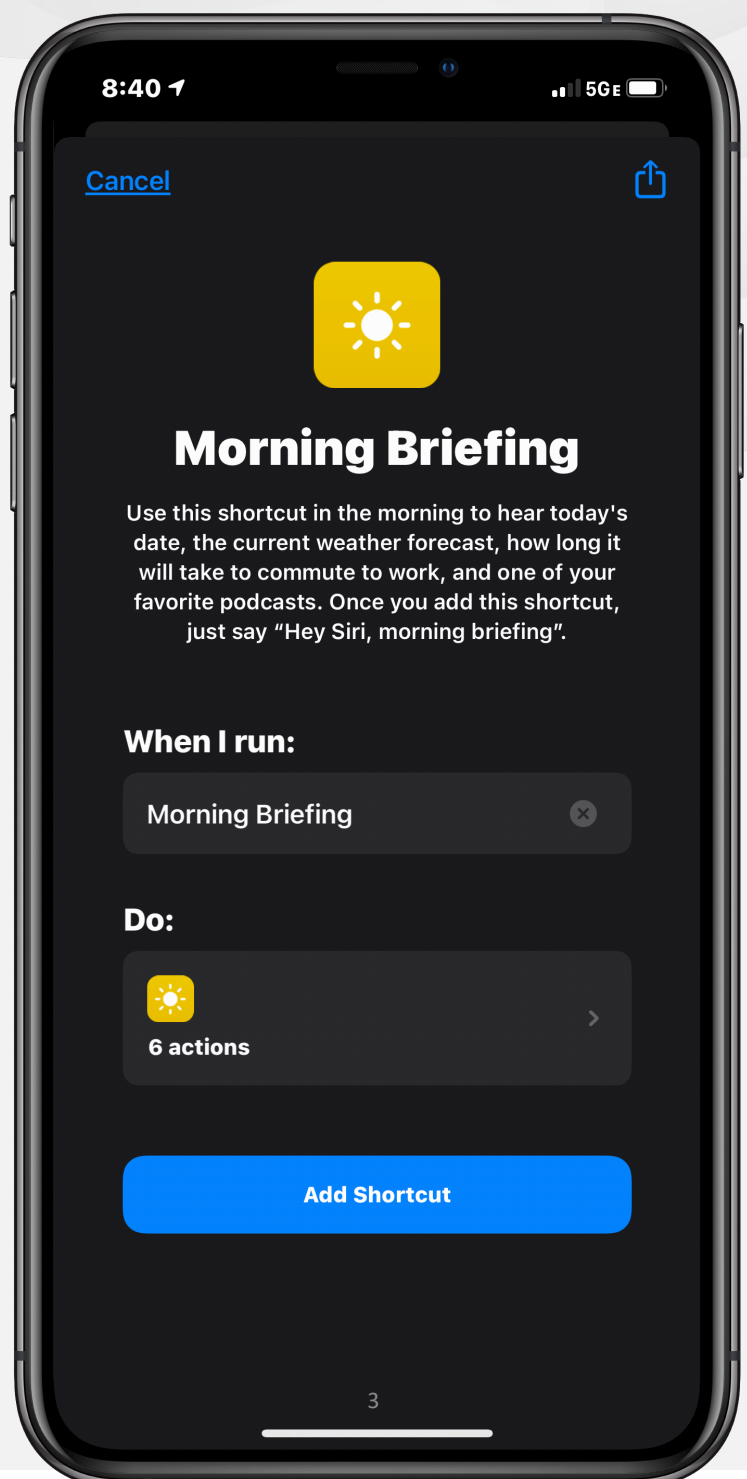 8:40 5GE
Cancel
Morning Briefing
Use this shortcut in the morning to hear today's
date, the current weather forecast, how long it
will take to commute to work, and one of your
favorite podcasts. Once you add this shortcut,
just say “Hey Siri, morning briefing”.
When I run:
Morning Briefing
Do:
6 actions
Add Shortcut
3